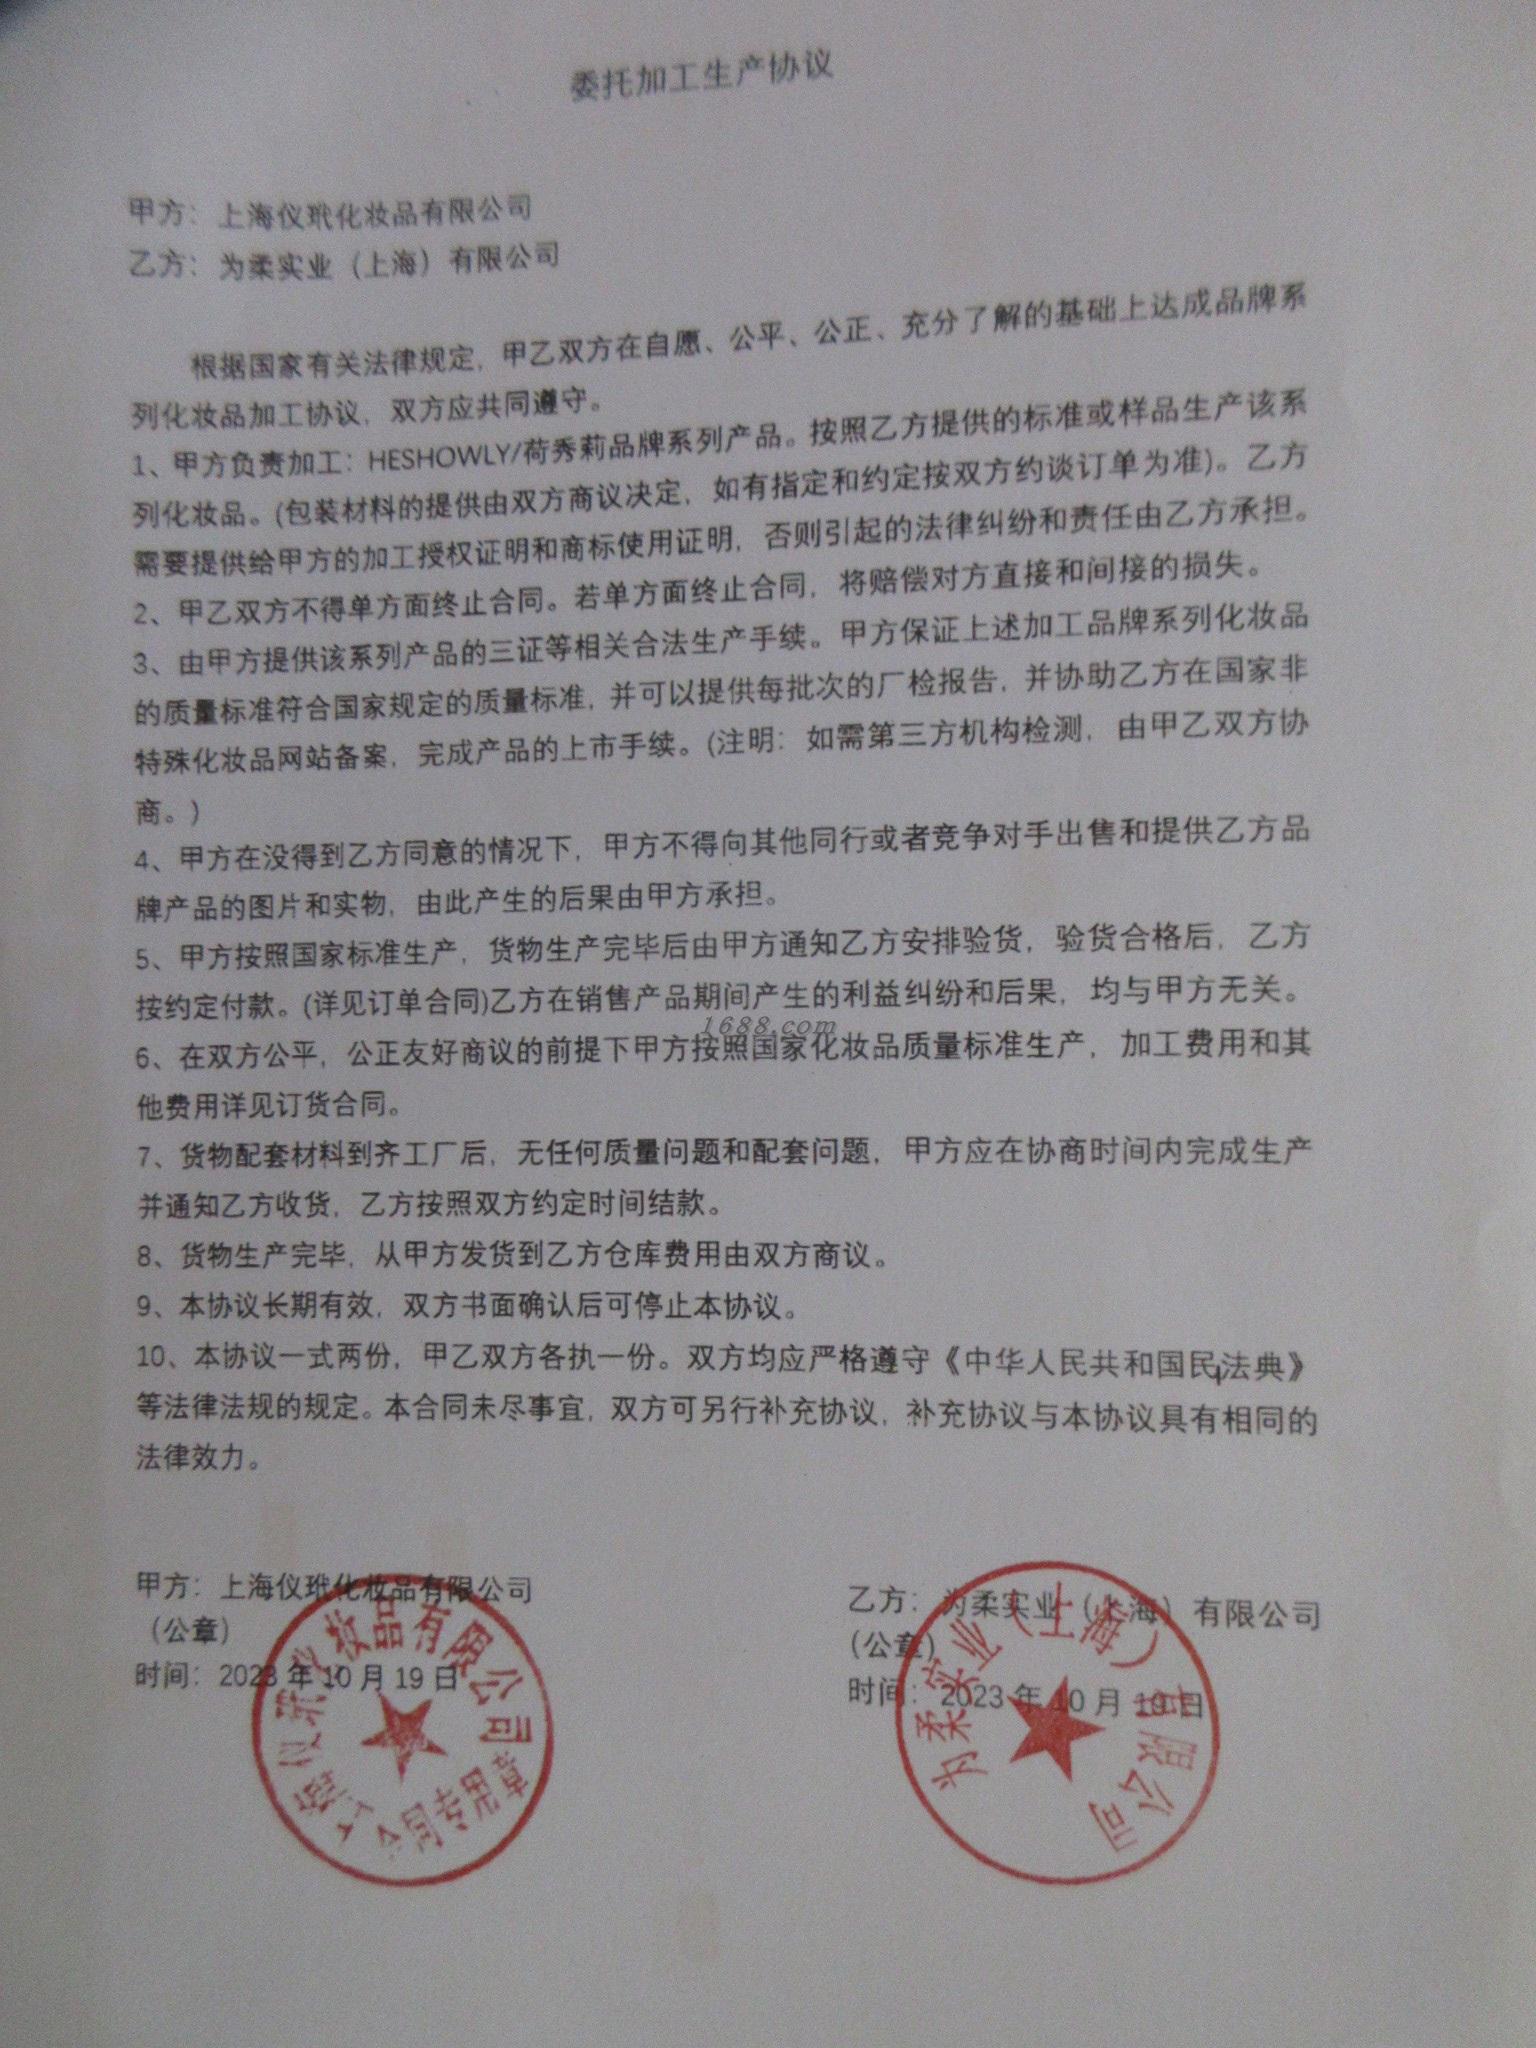 委托加工生产协议
甲方：上海仪玳化妆品有限公司
乙方：为柔实业（上海）有限公司
根据国家有关法律规定，甲乙双方在自愿、公平、公正、充分了解的基础上达成品牌系
列化妆品加工协议，双方应共同遵守。
1、甲方负责加工：HESHOWLY/荷秀莉品牌系列产品。按照乙方提供的标准或样品生产该系
列化妆品。(包装材料的提供由双方商议决定，如有指定和约定按双方约谈订单为准)。乙方
需要提供给甲方的加工授权证明和商标使用证明，否则引起的法律纠纷和责任由乙方承担。
2、甲乙双方不得单方面终止合同。若单方面终止合同，将赔偿对方直接和间接的损失。
3、由甲方提供该系列产品的三证等相关合法生产手续。甲方保证上述加工品牌系列化妆品
的质量标准符合国家规定的质量标准，并可以提供每批次的厂检报告，并协助乙方在国家非
特殊化妆品网站备案，完成产品的上市手续。(注明：如需第三方机构检测，由甲乙双方协
商。)
4、甲方在没得到乙方同意的情况下，甲方不得向其他同行或者竞争对手出售和提供乙方品
牌产品的图片和实物，由此产生的后果由甲方承担。
5、甲方按照国家标准生产，货物生产完毕后由甲方通知乙方安排验货，验货合格后，乙方
按约定付款。(详见订单合同)乙方在销售产品期间产生的利益纠纷和后果，均与甲方无关。
1688.com
6、在双方公平，公正友好商议的前提下甲方按照国家化妆品质量标准生产，加工费用和其
他费用详见订货合同。
7、货物配套材料到齐工厂后，无任何质量问题和配套问题，甲方应在协商时间内完成生产
并通知乙方收货，乙方按照双方约定时间结款。
8、货物生产完毕，从甲方发货到乙方仓库费用由双方商议。
9、本协议长期有效，双方书面确认后可停止本协议。
10、本协议一式两份，甲乙双方各执一份。双方均应严格遵守《中华人民共和国民法典》
等法律法规的规定。本合同未尽事宜，双方可另行补充协议，补充协议与本协议具有相同的
法律效力。
甲方：上海仪玳化妆品有限公司
（公章）
时间：2023 年 10 月 19 日
上海仪玳化妆品有限公司
合同专用章
乙方：为柔实业（上海）有限公司
（公章）
时间：2023 年 10 月 19 日
为柔实业（上海）有限公司